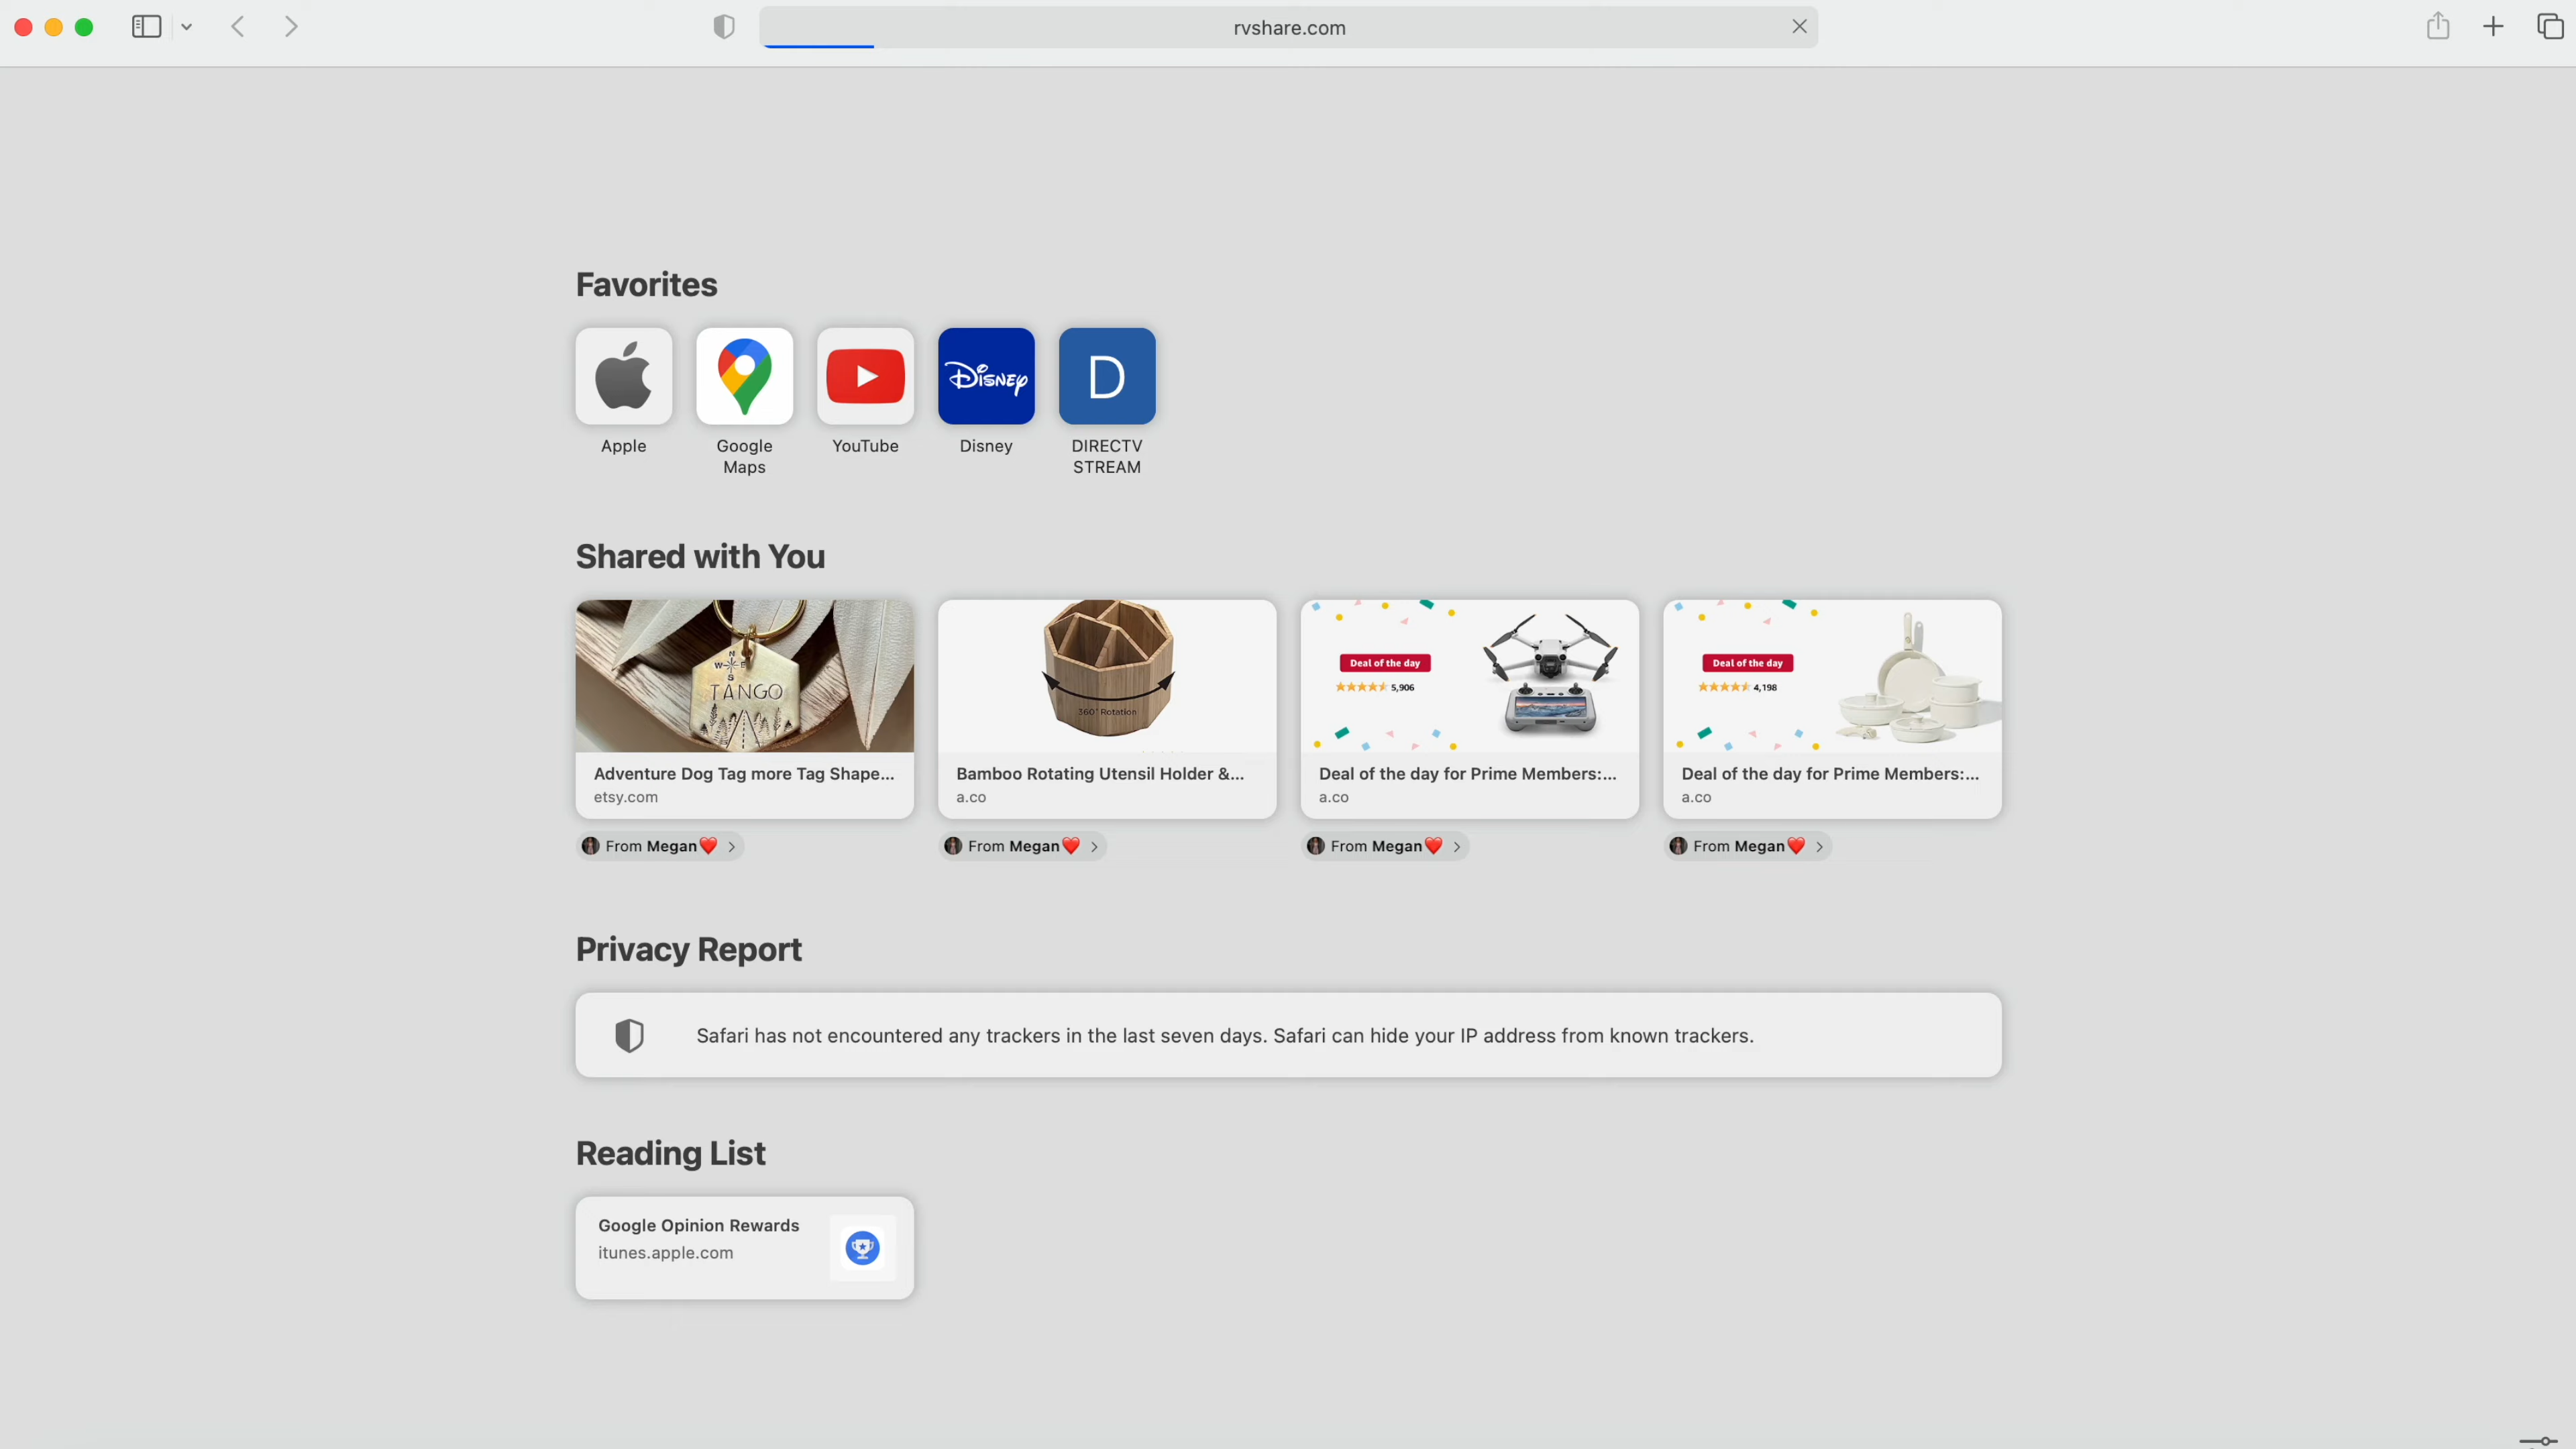 rvshare.com
Favorites
Apple
Google
Maps
YouTube
Disney
Disney
D
DIRECTV
STREAM
Shared with You
N
W E
S
TANGO
Adventure Dog Tag more Tag Shape...
etsy.com
From Megan❤️
360° Rotation
Bamboo Rotating Utensil Holder &...
a.co
From Megan❤️
Deal of the day
5,906
Deal of the day for Prime Members:...
a.co
From Megan❤️
Deal of the day
4,198
Deal of the day for Prime Members:...
a.co
From Megan❤️
Privacy Report
Safari has not encountered any trackers in the last seven days. Safari can hide your IP address from known trackers.
Reading List
Google Opinion Rewards
itunes.apple.com